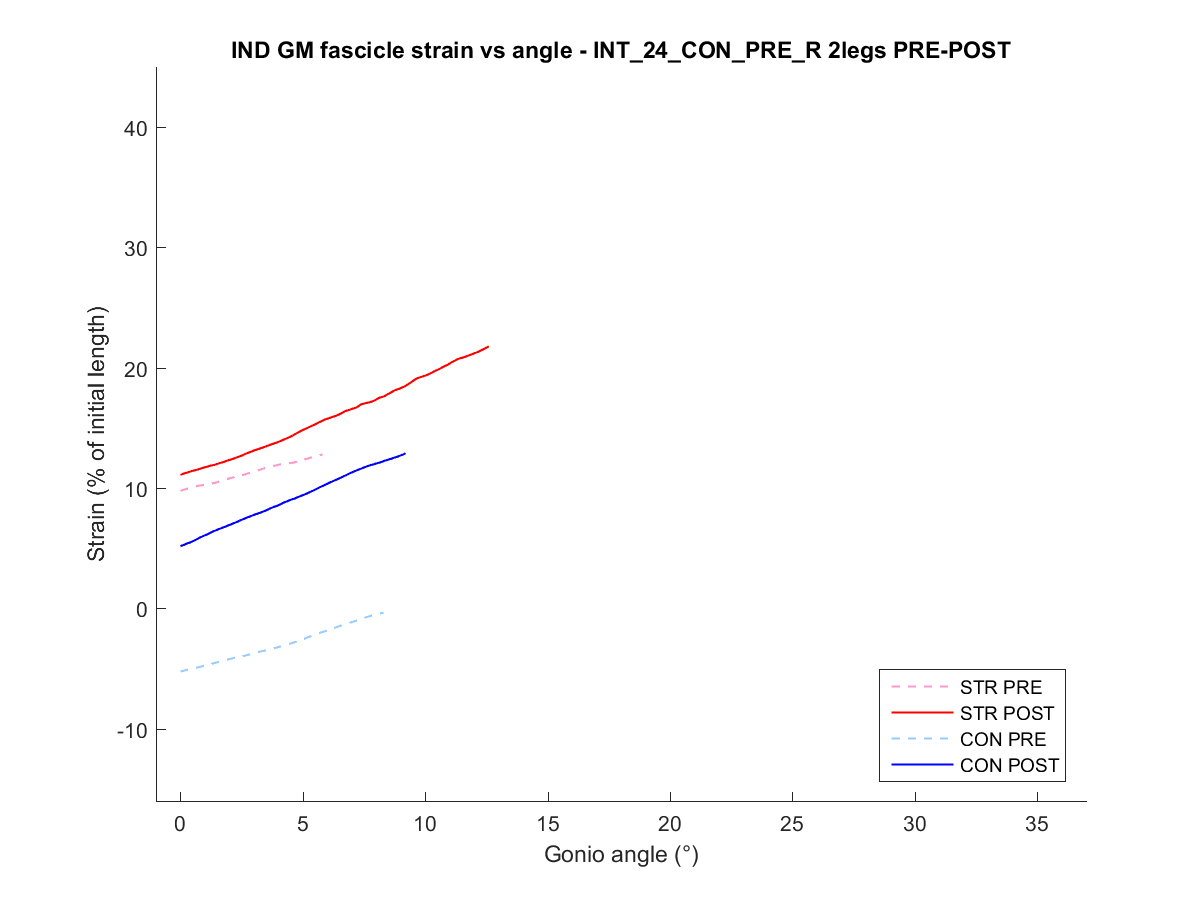 IND GM fascicle strain vs angle - INT_24_CON_PRE_R 2legs PRE-POST
40
30
20
10
0
-10
Strain (% of initial length)
0 5 10 15 20 25 30 35
Gonio angle (°)
STR PRE
STR POST
CON PRE
CON POST